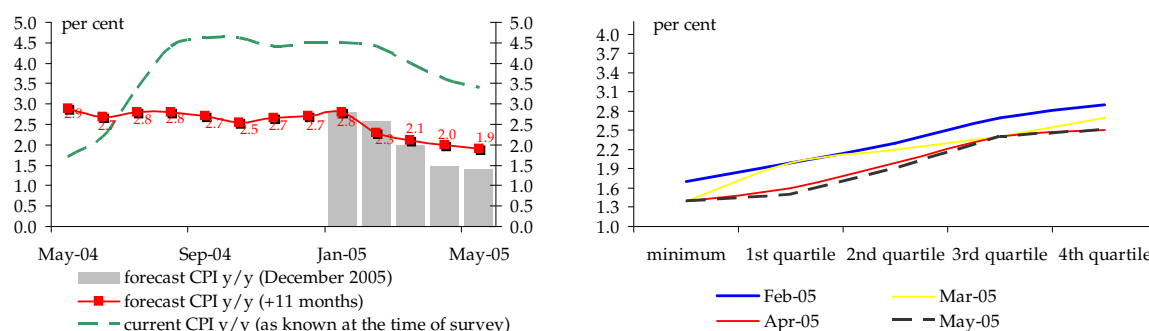 per cent
5.0 5.0
4.5 4.5
4.0 4.0
3.5 3.5
3.0 3.0
2.5 2.5
2.0 2.0
1.5 1.5
1.0 1.0
0.5 0.5
0.0 0.0
2.9 2.7 2.8 2.8 2.7 2.5 2.7 2.7 2.8 2.3 2.1 2.0 1.9
May-04 Sep-04 Jan-05 May-05
forecast CPI y/y (December 2005)
forecast CPI y/y (+11 months)
current CPI y/y (as known at the time of survey)
per cent
4.0
3.7
3.4
3.1
2.8
2.5
2.2
1.9
1.6
1.3
1.0
minimum 1st quartile 2nd quartile 3rd quartile 4th quartile
Feb-05 Mar-05
Apr-05 May-05